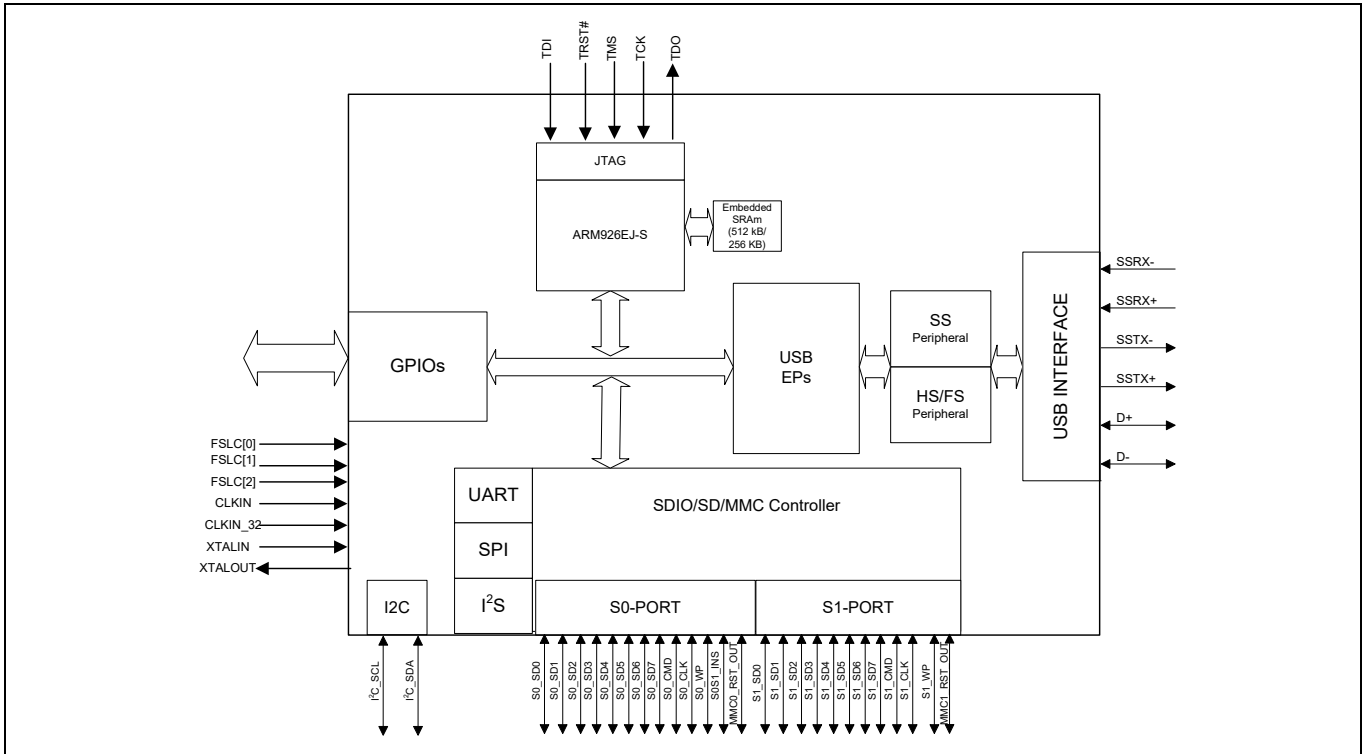 TDI
TRST#
TMS
TCK
TDO
JTAG
ARM926EJ-S
Embedded
SRAm
(512 kB/
256 KB)
GPIOs
USB
EPs
SS
Peripheral
HS/FS
Peripheral
USB INTERFACE
SSRX-
SSRX+
SSTX-
SSTX+
D+
D-
FSLC[0]
FSLC[1]
FSLC[2]
CLKIN
CLKIN_32
XTALIN
XTALOUT
UART
SPI
I²S
SDIO/SD/MMC Controller
I2C
S0-PORT
S1-PORT
I²C_SCL
I²C_SDA
S0_SD0
S0_SD1
S0_SD2
S0_SD3
S0_SD4
S0_SD5
S0_SD6
S0_SD7
S0_CMD
S0_CLK
S0_WP
S0S1_INS
MMC0_RST_OUT
S1_SD0
S1_SD1
S1_SD2
S1_SD3
S1_SD4
S1_SD5
S1_SD6
S1_SD7
S1_CMD
S1_CLK
S1_WP
MMC1_RST_OUT